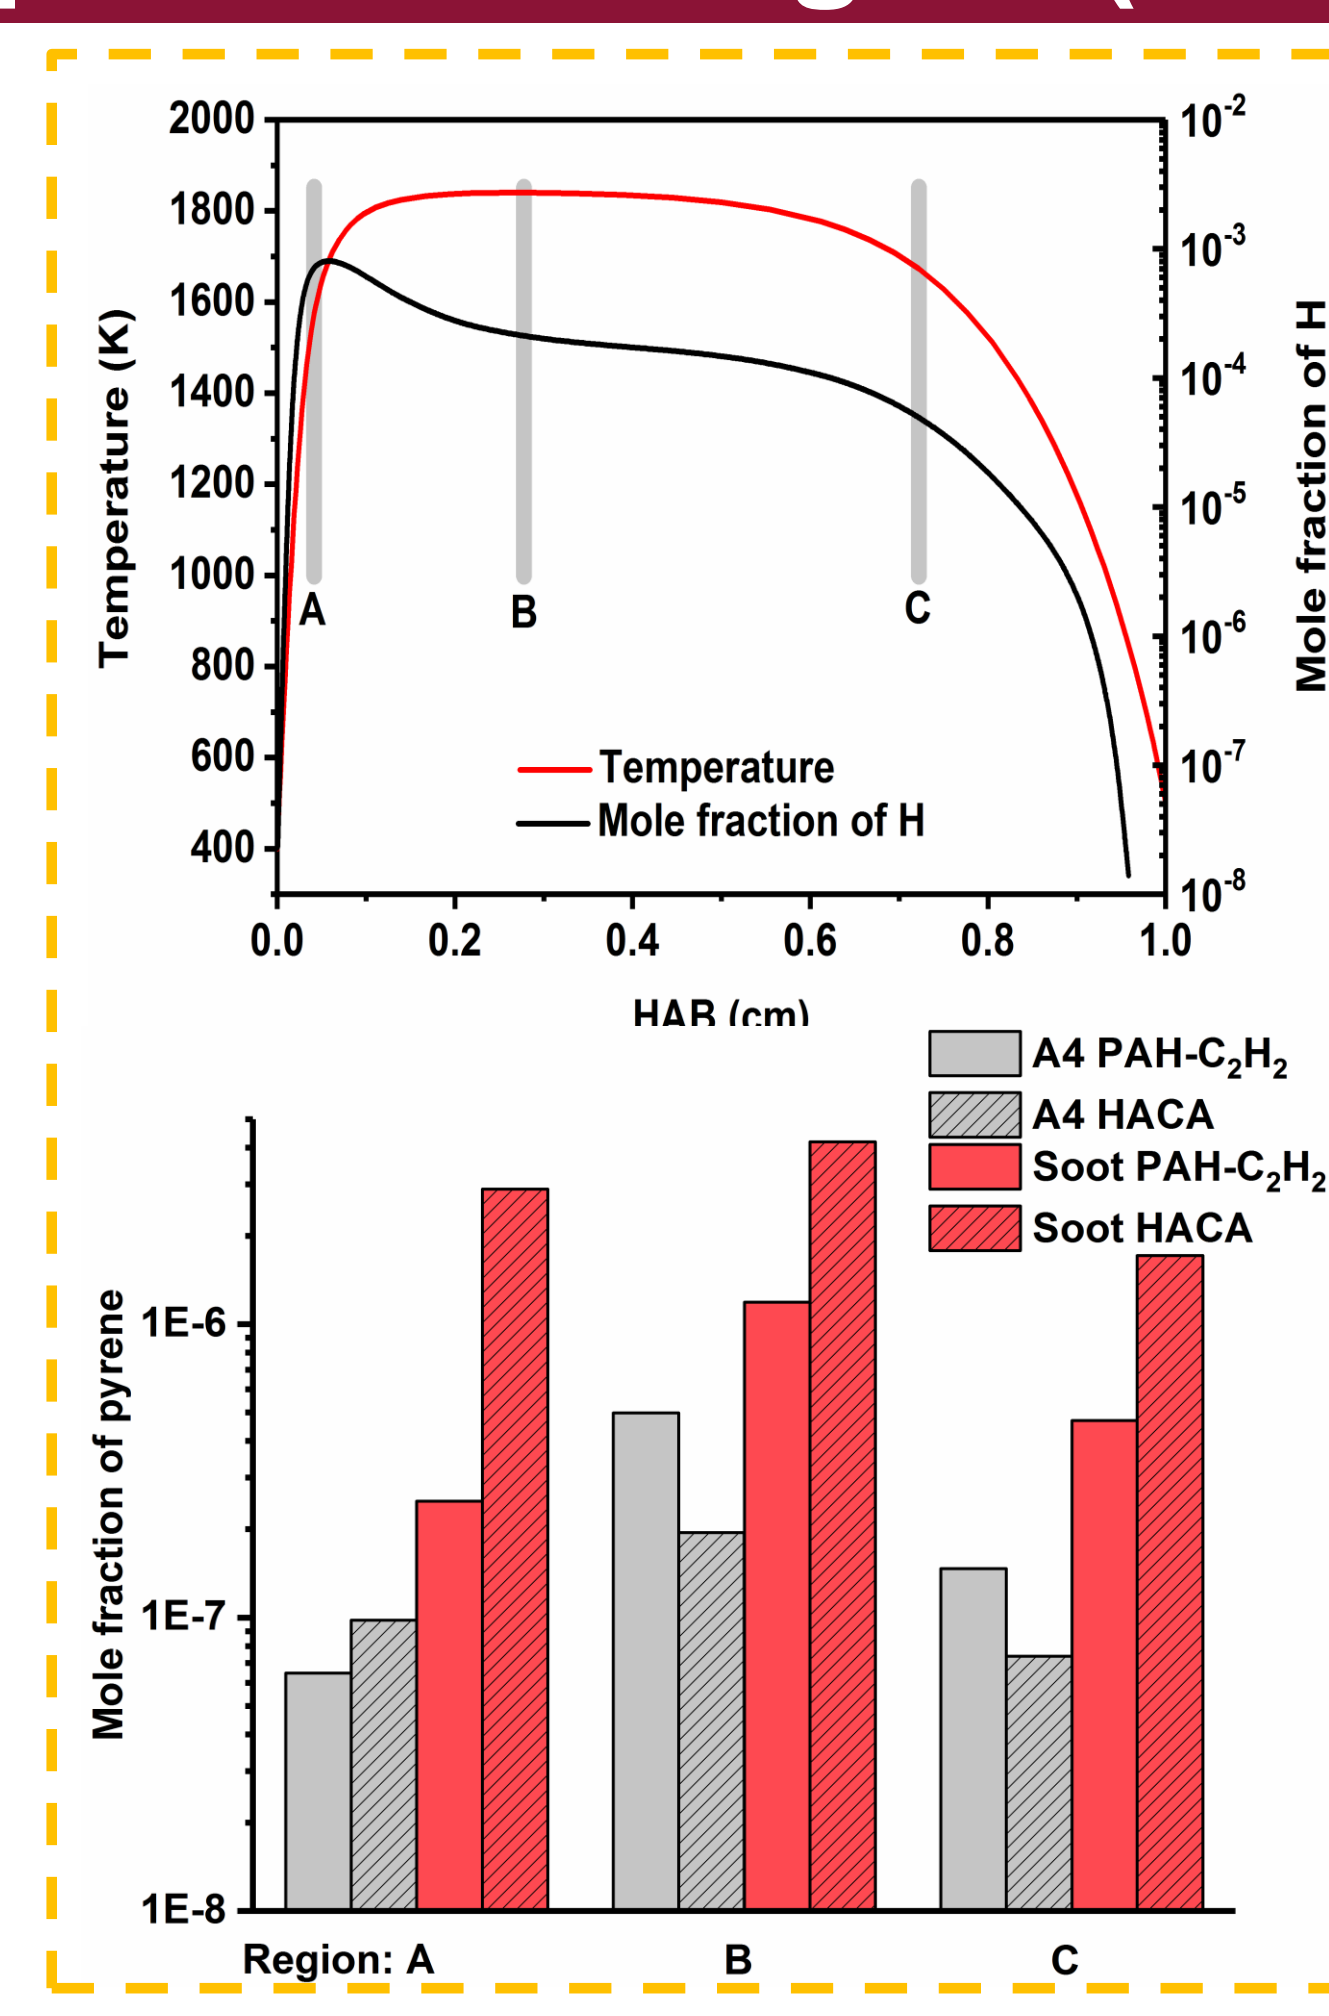 2000
1800
1600
1400
1200
1000
800
600
400
Temperature (K)
10-2
10-3
10-4
10-5
10-6
10-7
10-8
Mole fraction of H
A
B
C
Temperature
Mole fraction of H
0.0 0.2 0.4 0.6 0.8 1.0
HAB (cm)
A4 PAH-C2H2
A4 HACA
Soot PAH-C2H2
Soot HACA
Mole fraction of pyrene
1E-6
1E-7
1E-8
Region: A B C